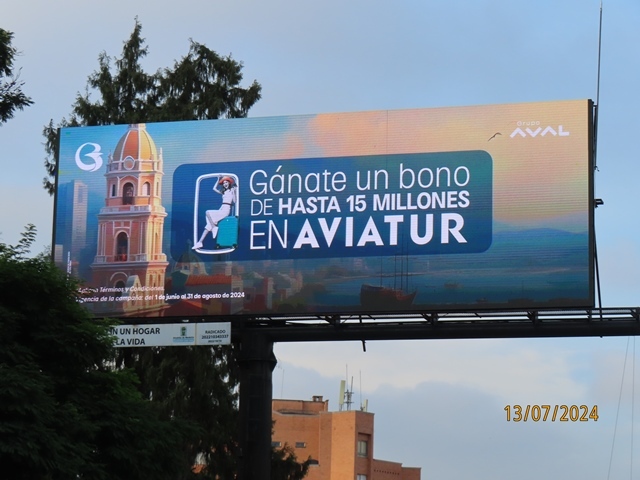 GRUPO
AVAL
Gánate un bono
DE HASTA 15 MILLONES
EN AVIATUR
Términos y Condiciones.
de la campaña: del 1 de junio al 31 de agosto de 2024
UN HOGAR
LA VIDA
RADICADO
13/07/2024